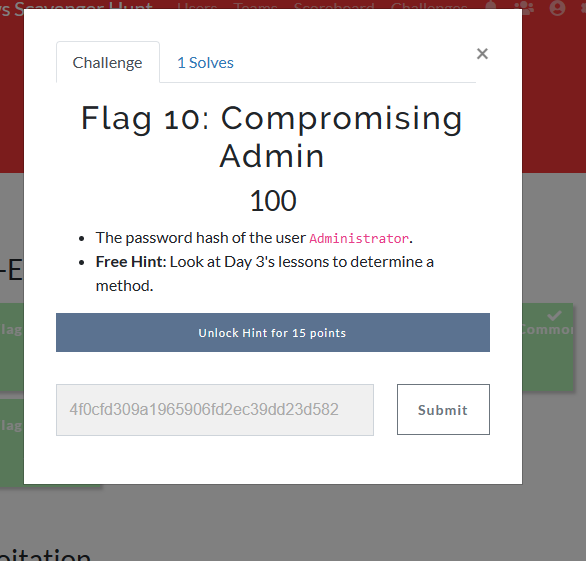 Scavenger Hunt Users Teams Scoreboard Challenges
Challenge
1 Solves
×
Flag 10: Compromising
Admin
100
The password hash of the user Administrator.
Free Hint: Look at Day 3's lessons to determine a
method.
Unlock Hint for 15 points
4f0cfd309a1965906fd2ec39dd23d582
Submit
-E
lag
Common
lag
oitation